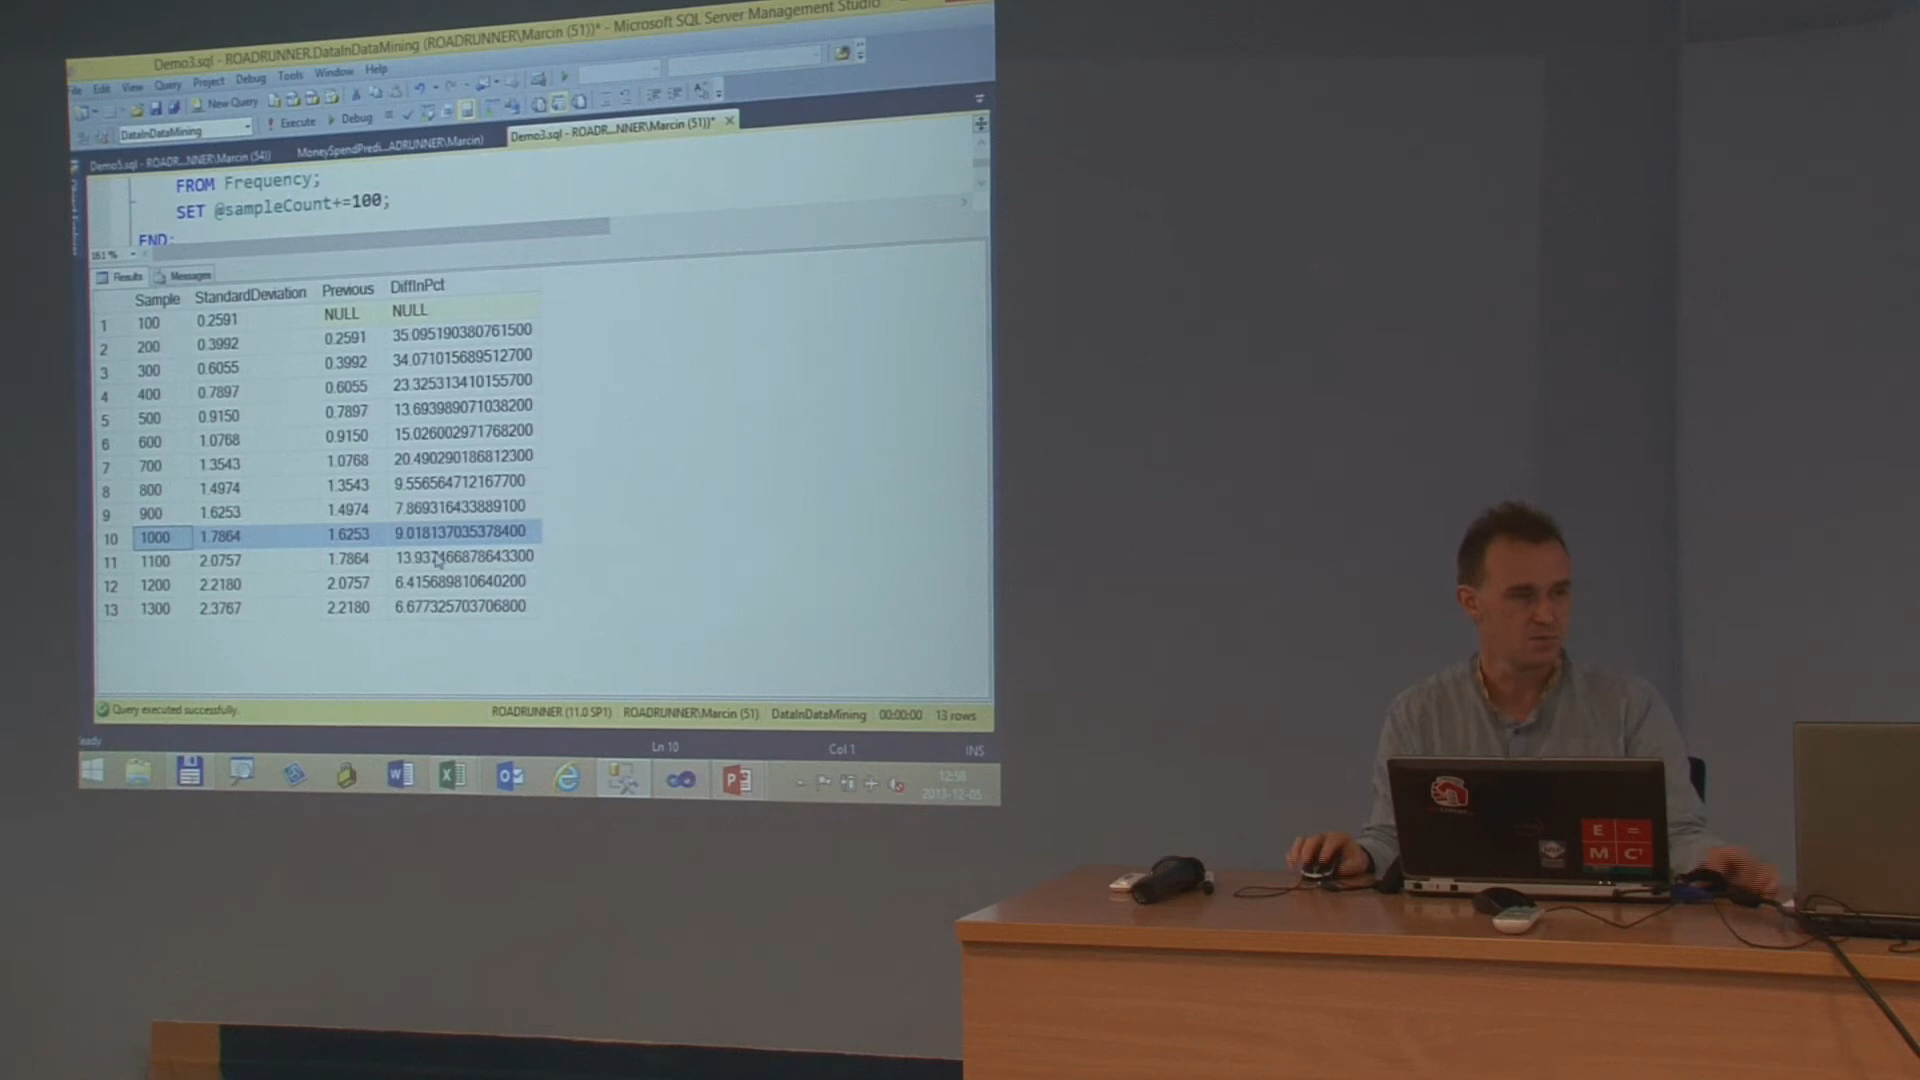 Demo3.sql - ROADRUNNER.DataInDataMining (ROADRUNNER\Marcin (51))* - Microsoft SQL Server Management Studio
File Edit View Query Project Debug Tools Window Help
New Query
DataInDataMining Execute Debug
Demo5.sql - ROADR...NNER\Marcin (54)) MoneySpendPredi...ADRUNNER\Marcin) Demo3.sql - ROADR...NNER\Marcin (51))* ×
FROM Frequency;
SET @sampleCount+=100;
END;
161 %
Results Messages
Sample StandardDeviation Previous DiffInPct
1 100 0.2591 NULL NULL
2 200 0.3992 0.2591 35.095190380761500
3 300 0.6055 0.3992 34.071015689512700
4 400 0.7897 0.6055 23.325313410155700
5 500 0.9150 0.7897 13.693989071038200
6 600 1.0768 0.9150 15.026002971768200
7 700 1.3543 1.0768 20.490290186812300
8 800 1.4974 1.3543 9.556564712167700
9 900 1.6253 1.4974 7.869316433889100
10 1000 1.7864 1.6253 9.018137035378400
11 1100 2.0757 1.7864 13.937466878643300
12 1200 2.2180 2.0757 6.415689810640200
13 1300 2.3767 2.2180 6.677325703706800
Query executed successfully. ROADRUNNER (11.0 SP1) ROADRUNNER\Marcin (51) DataInDataMining 00:00:00 13 rows
Ready Ln 10 Col 1 INS
12:58
2013-12-05
E =
M C